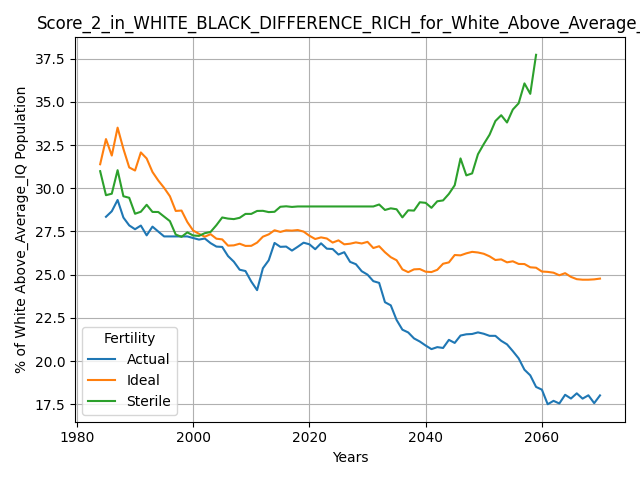 Score_2_in_WHITE_BLACK_DIFFERENCE_RICH_for_White_Above_Average_
% of White Above_Average_IQ Population
37.5
35.0
32.5
30.0
27.5
25.0
22.5
20.0
17.5
Fertility
Actual
Ideal
Sterile
1980
2000
2020
2040
2060
Years